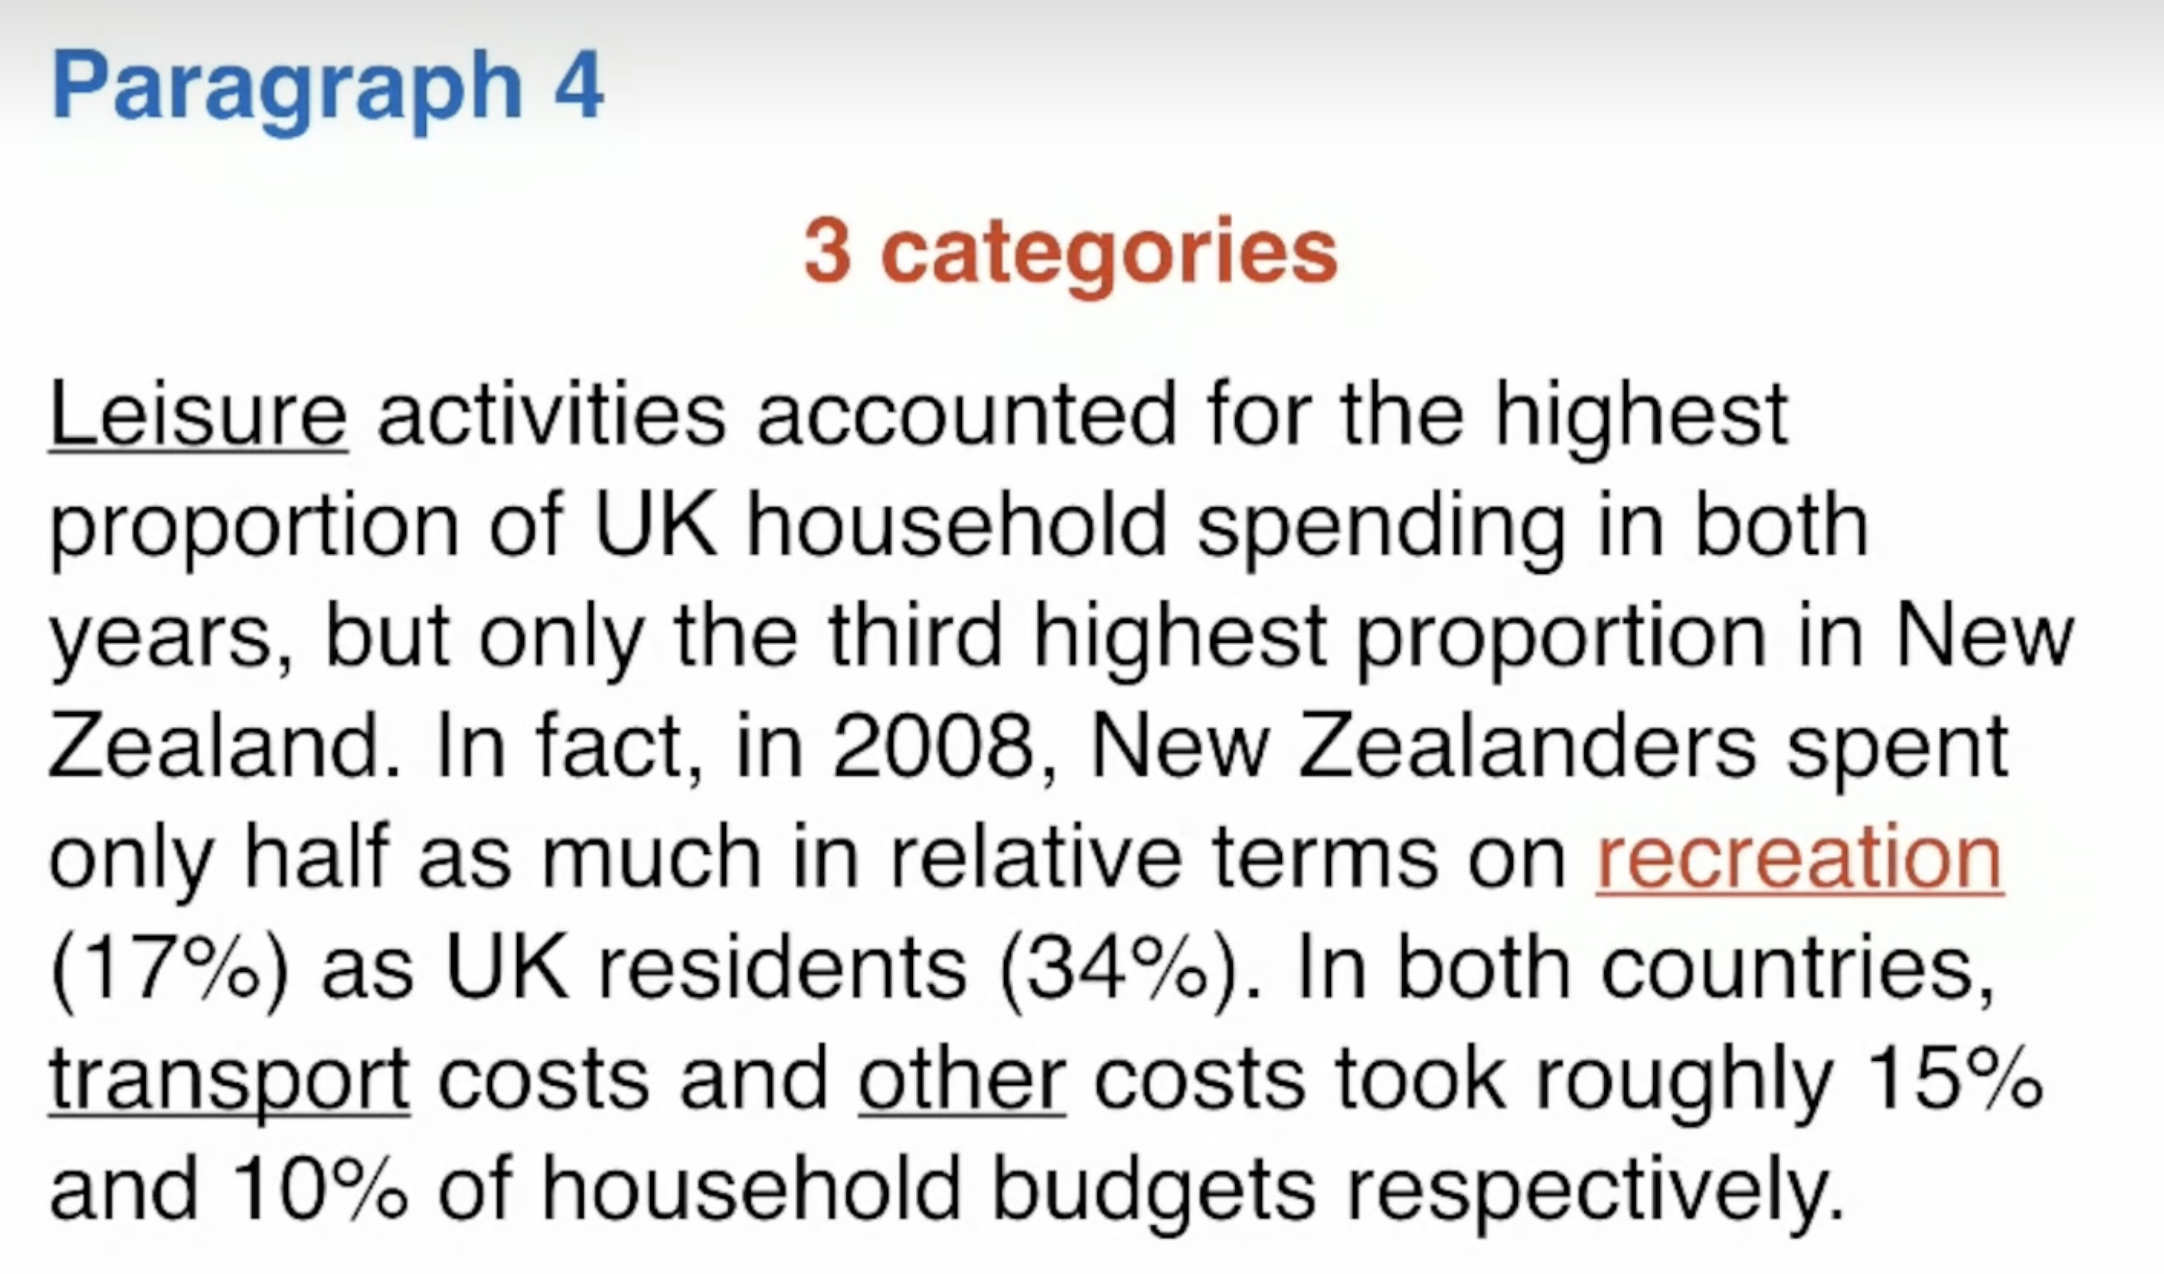 Paragraph 4
3 categories
Leisure activities accounted for the highest
proportion of UK household spending in both
years, but only the third highest proportion in New
Zealand. In fact, in 2008, New Zealanders spent
only half as much in relative terms on recreation
(17%) as UK residents (34%). In both countries,
transport costs and other costs took roughly 15%
and 10% of household budgets respectively.